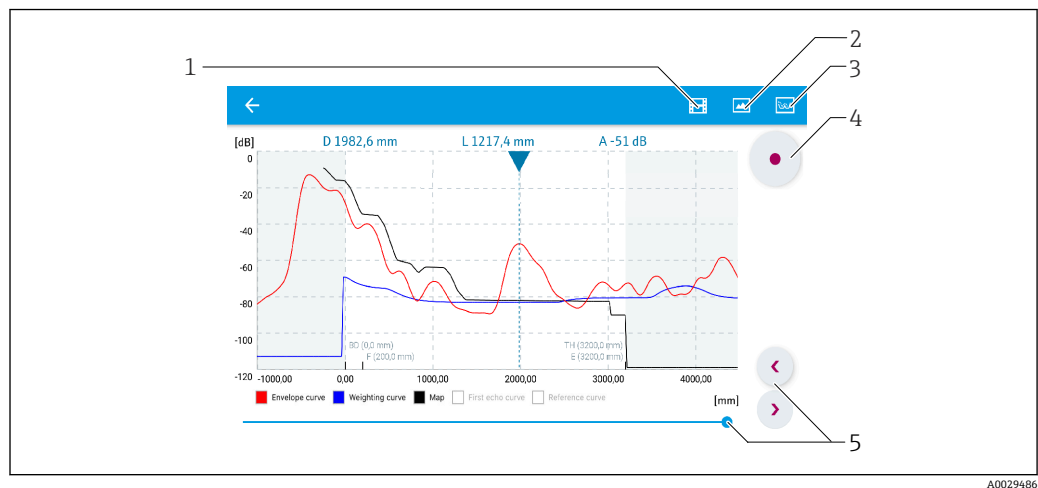 1
2
3
4
[dB]
D 1982,6 mm
L 1217,4 mm
A -51 dB
0
-20
-40
-60
-80
-100
-120
BD (0,0 mm)
F (200,0 mm)
TH (3200,0 mm)
E (3200,0 mm)
-1000,00
0,00
1000,00
2000,00
3000,00
4000,00
Envelope curve
Weighting curve
Map
First echo curve
Reference curve
[mm]
5
A0029486